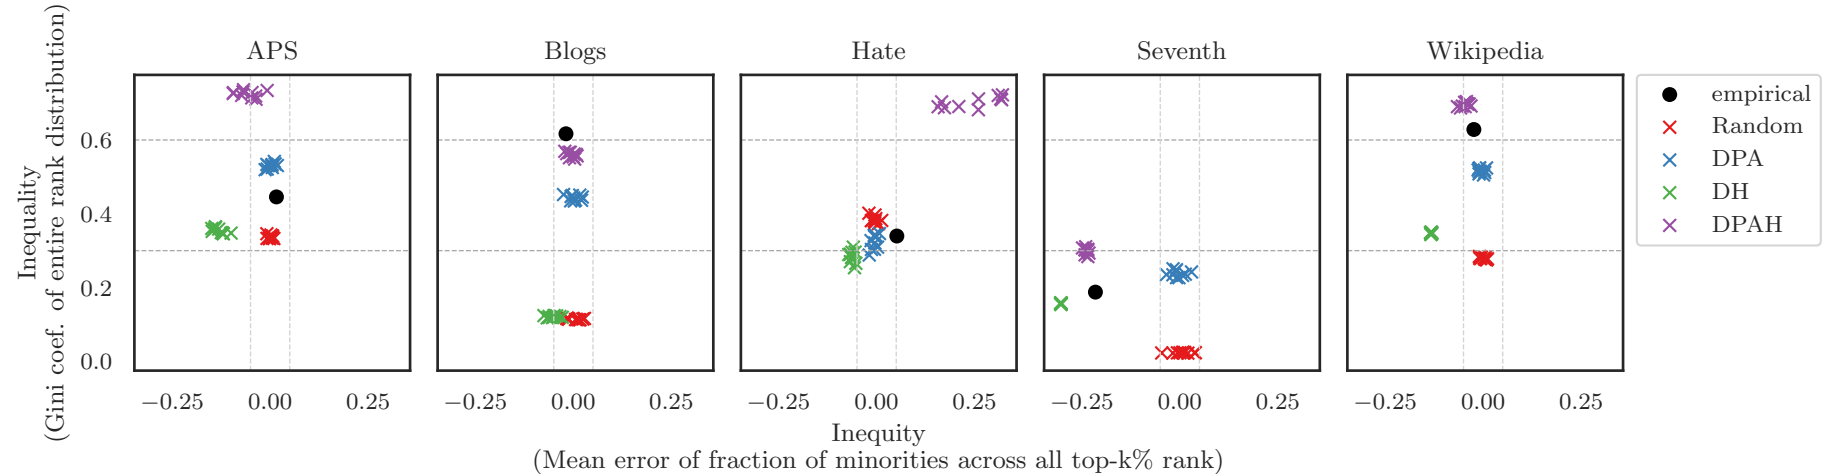 APS
Blogs
Hate
Seventh
Wikipedia
Inequality
(Gini coef. of entire rank distribution)
0.6
0.4
0.2
0.0
−0.25 0.00 0.25
−0.25 0.00 0.25
−0.25 0.00 0.25
−0.25 0.00 0.25
−0.25 0.00 0.25
Inequity
(Mean error of fraction of minorities across all top-k% rank)
empirical
Random
DPA
DH
DPAH